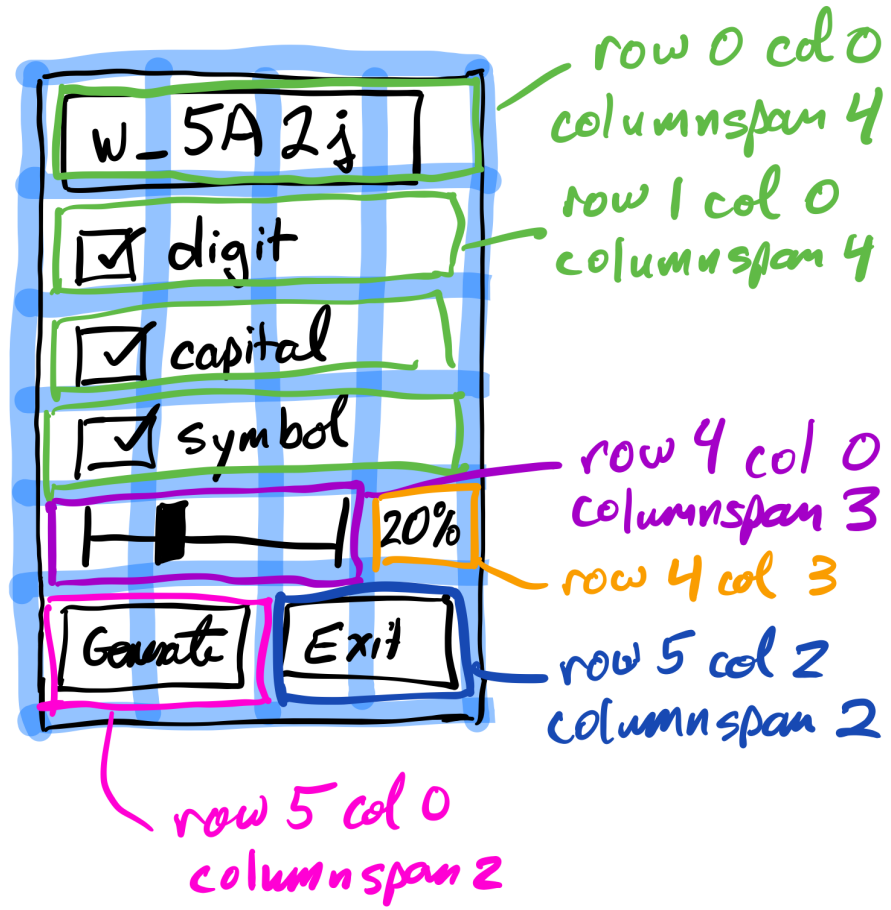 row 0 col 0
columnspan 4
w_5A2j
row 1 col 0
columnspan 4
digit
capital
symbol
row 4 col 0
columnspan 3
20%
row 4 col 3
Generate
Exit
row 5 col 2
columnspan 2
row 5 col 0
columnspan 2